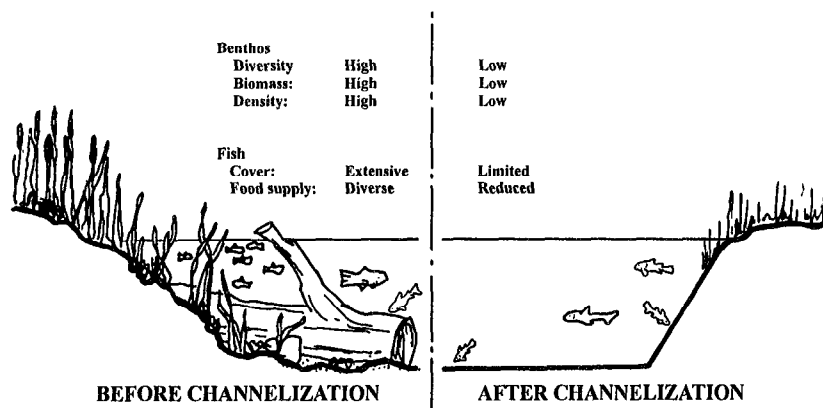 Benthos
Diversity High Low
Biomass: High Low
Density: High Low
Fish
Cover: Extensive Limited
Food supply: Diverse Reduced
BEFORE CHANNELIZATION AFTER CHANNELIZATION